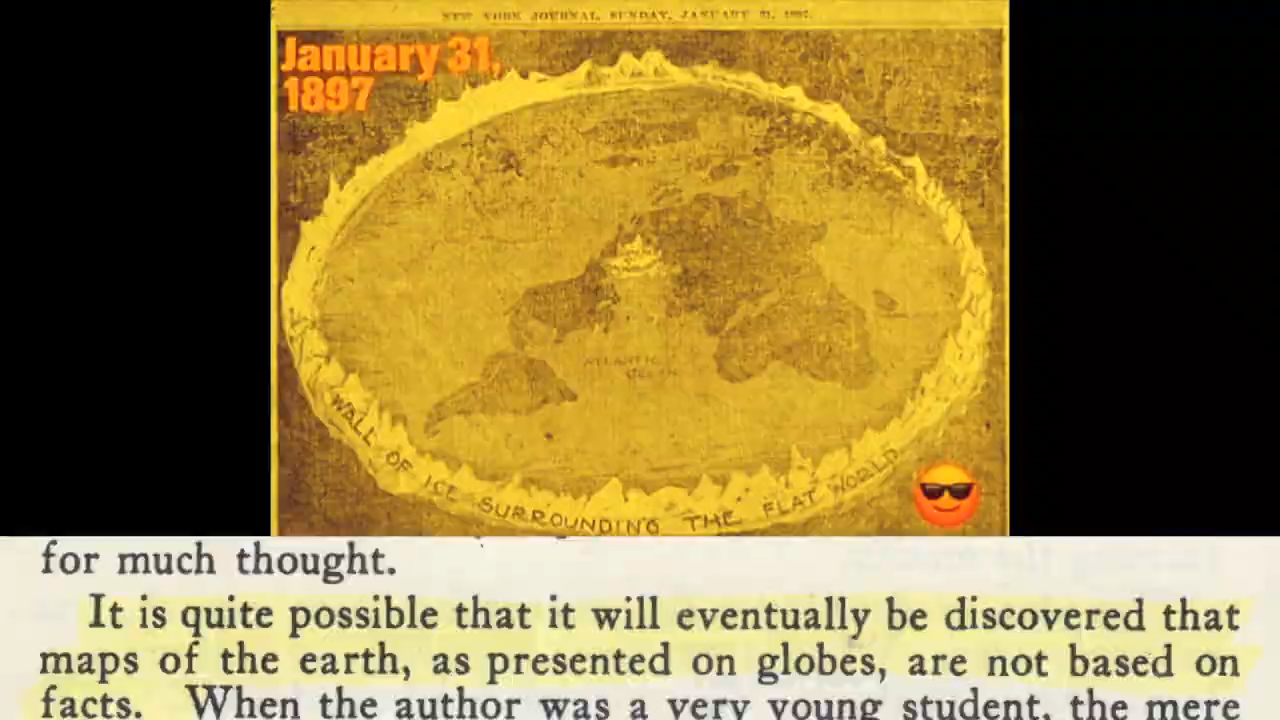 NEW YORK JOURNAL, SUNDAY, JANUARY 31, 1897.
January 31,
1897
ATLANTIC
OCEAN
WALL OF ICE SURROUNDING THE FLAT WORLD
for much thought.
It is quite possible that it will eventually be discovered that
maps of the earth, as presented on globes, are not based on
facts. When the author was a very young student, the mere